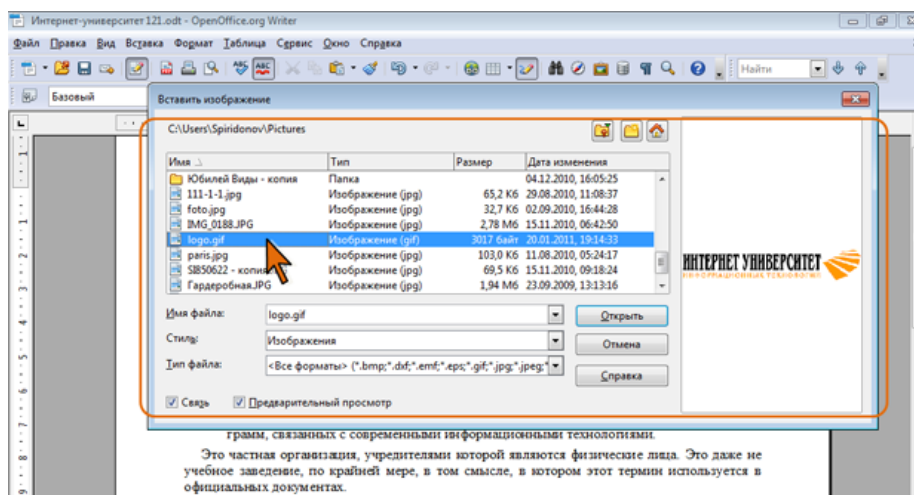 Интернет-университет 121.odt - OpenOffice.org Writer
Файл Правка Вид Вставка Формат Таблица Сервис Окно Справка
Найти
Базовый
Вставить изображение
C:\Users\Spiridonov\Pictures
Имя Тип Размер Дата изменения
Юбилей Виды - копия Папка 04.12.2010, 16:05:25
111-1-1.jpg Изображение (jpg) 65,2 Кб 29.08.2010, 11:08:37
foto.jpg Изображение (jpg) 32,7 Кб 02.09.2010, 16:44:28
IMG_0188.JPG Изображение (jpg) 2,78 Мб 15.11.2010, 06:42:50
logo.gif Изображение (gif) 3017 байт 20.01.2011, 19:14:33
paris.jpg Изображение (jpg) 103,0 Кб 11.08.2010, 05:24:17
SI850622 - копия Изображение (jpg) 69,5 Кб 15.11.2010, 09:18:24
Гардеробная.JPG Изображение (jpg) 1,94 Мб 23.09.2009, 13:13:16
ИНТЕРНЕТ УНИВЕРСИТЕТ
ИНФОРМАЦИОННЫХ ТЕХНОЛОГИЙ
Имя файла: logo.gif Открыть
Стиль: Изображения Отмена
Тип файла: <Все форматы> (*.bmp;*.dxf;*.emf;*.eps;*.gif;*.jpg;*.jpeg;* Справка
Связь Предварительный просмотр
грамм, связанных с современными информационными технологиями.
Это частная организация, учредителями которой являются физические лица. Это даже не
учебное заведение, по крайней мере, в том смысле, в котором этот термин используется в
официальных документах.